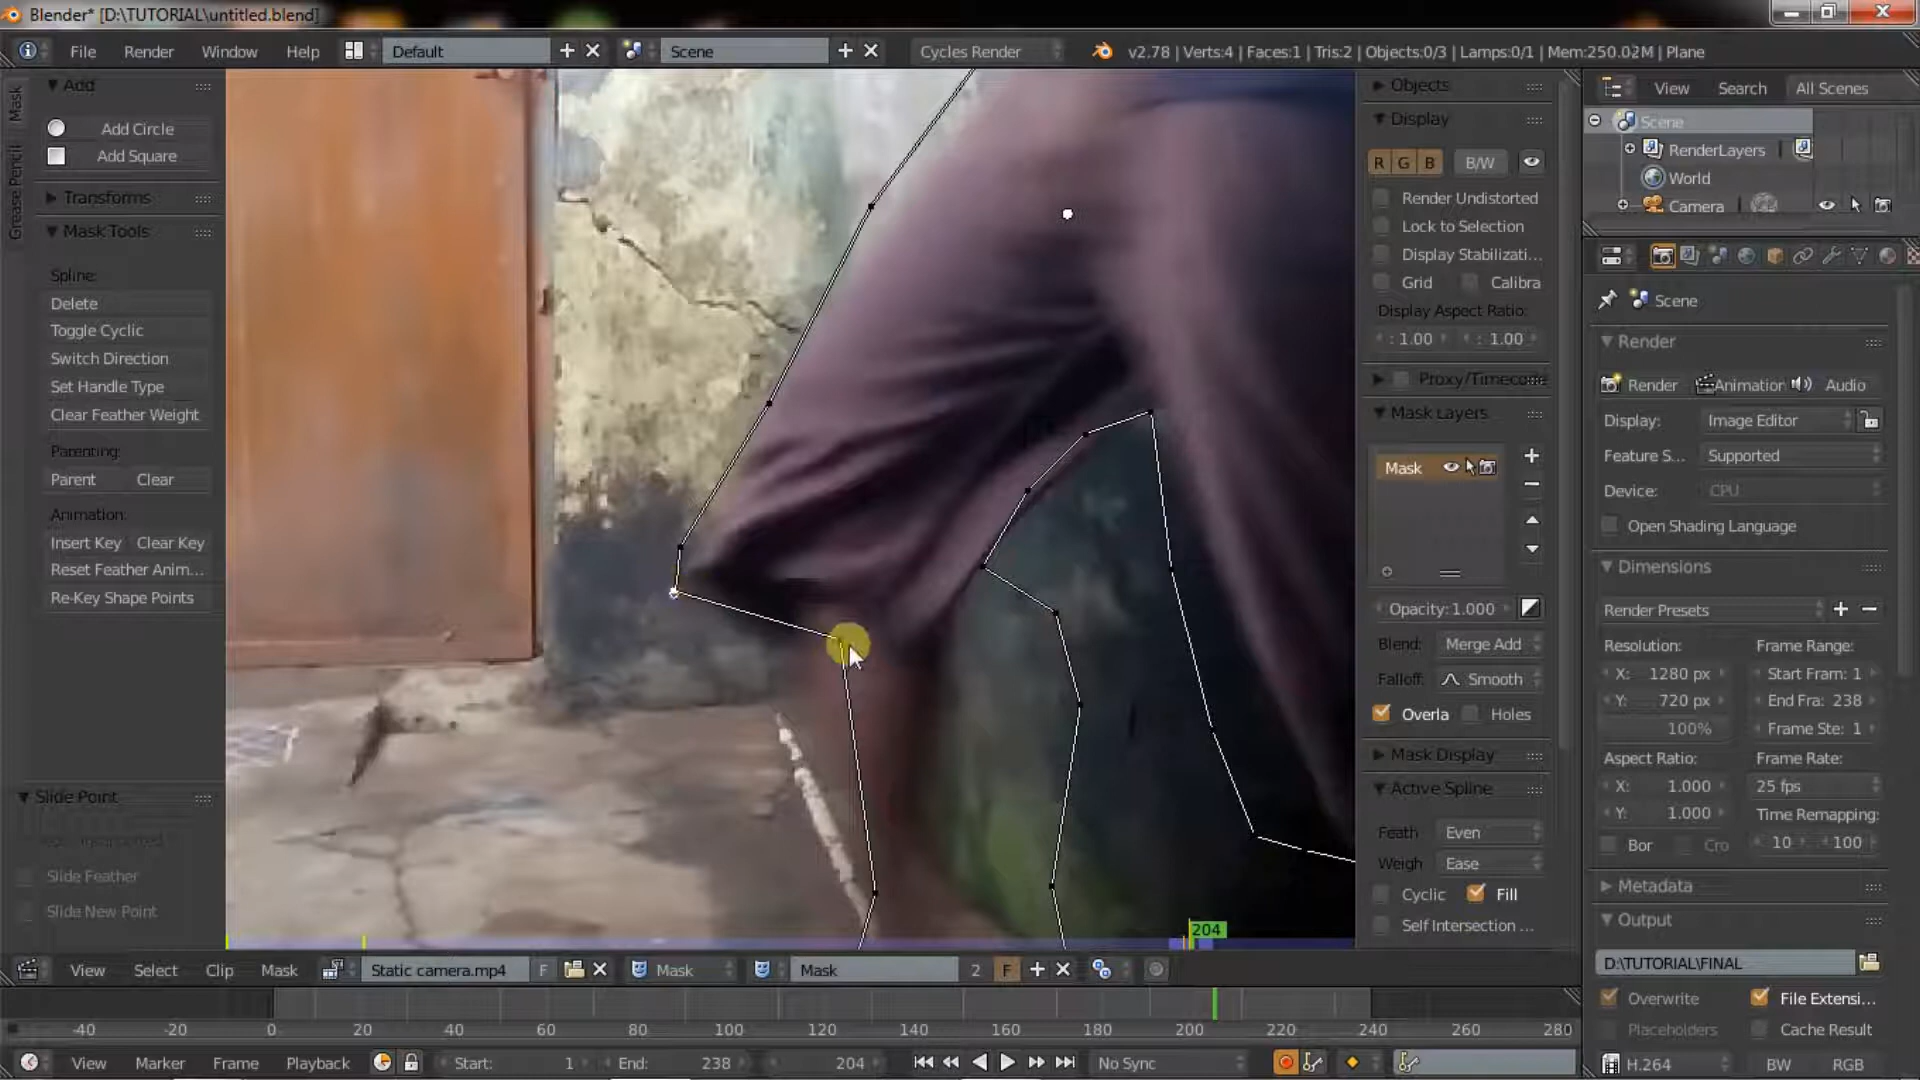 Blender* [D:\TUTORIAL\untitled.blend]
File Render Window Help Default Scene Cycles Render v2.78 | Verts:4 | Faces:1 | Tris:2 | Objects:0/3 | Lamps:0/1 | Mem:250.02M | Plane
Mask
Grease Pencil
Add
Add Circle
Add Square
Transforms
Mask Tools
Spline:
Delete
Toggle Cyclic
Switch Direction
Set Handle Type
Clear Feather Weight
Parenting:
Parent Clear
Animation:
Insert Key Clear Key
Reset Feather Anim...
Re-Key Shape Points
Slide Point
Slide Feather
Slide New Point
204
Objects
Display
R G B B/W
Render Undistorted
Lock to Selection
Display Stabilizati...
Grid Calibra
Display Aspect Ratio:
: 1.00 : 1.00
Proxy/Timecode
Mask Layers
Mask
Opacity: 1.000
Blend: Merge Add
Falloff: Smooth
Overla Holes
Mask Display
Active Spline
Feath Even
Weigh Ease
Cyclic Fill
Self Intersection ...
View Search All Scenes
Scene
RenderLayers
World
Camera
Scene
Render
Render Animation Audio
Display: Image Editor
Feature S... Supported
Device: CPU
Open Shading Language
Dimensions
Render Presets
Resolution: Frame Range:
X: 1280 px Start Fram: 1
Y: 720 px End Fra: 238
100% Frame Ste: 1
Aspect Ratio: Frame Rate:
X: 1.000 25 fps
Y: 1.000 Time Remapping:
Bor Cro 10 100
Metadata
Output
D:\TUTORIAL\FINAL
Overwrite File Extensi...
Placeholders Cache Result
H.264 BW RGB
View Select Clip Mask Static camera.mp4 F Mask Mask 2 F
-40 -20 0 20 40 60 80 100 120 140 160 180 200 220 240 260 280
View Marker Frame Playback Start: 1 End: 238 204 No Sync